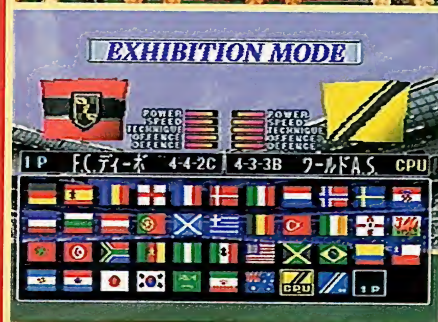 EXHIBITION MODE
POWER POWER
SPEED SPEED
TECHNIQUE TECHNIQUE
OFFENCE OFFENCE
DEFENCE DEFENCE
1P F.C.ディーボ 4-4-2C 4-3-3B ワールドA.S. CPU
CPU 1P